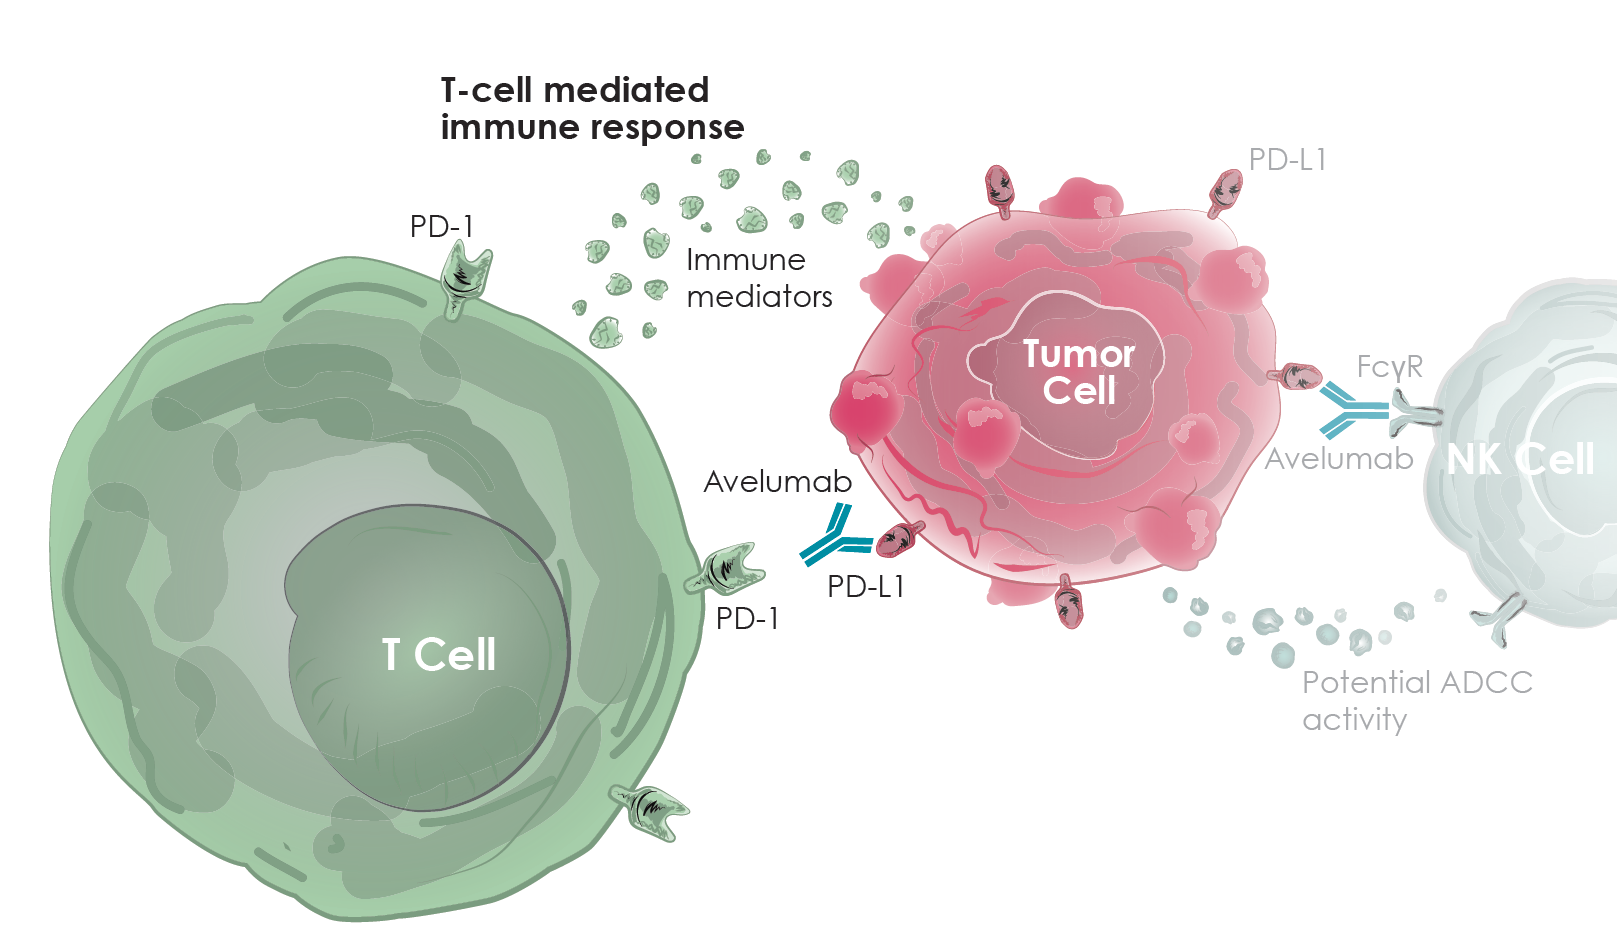 T-cell mediated
immune response
PD-1
Immune
mediators
PD-L1
Tumor
Cell
FcγR
Avelumab
NK Cell
Avelumab
PD-L1
PD-1
T Cell
Potential ADCC
activity